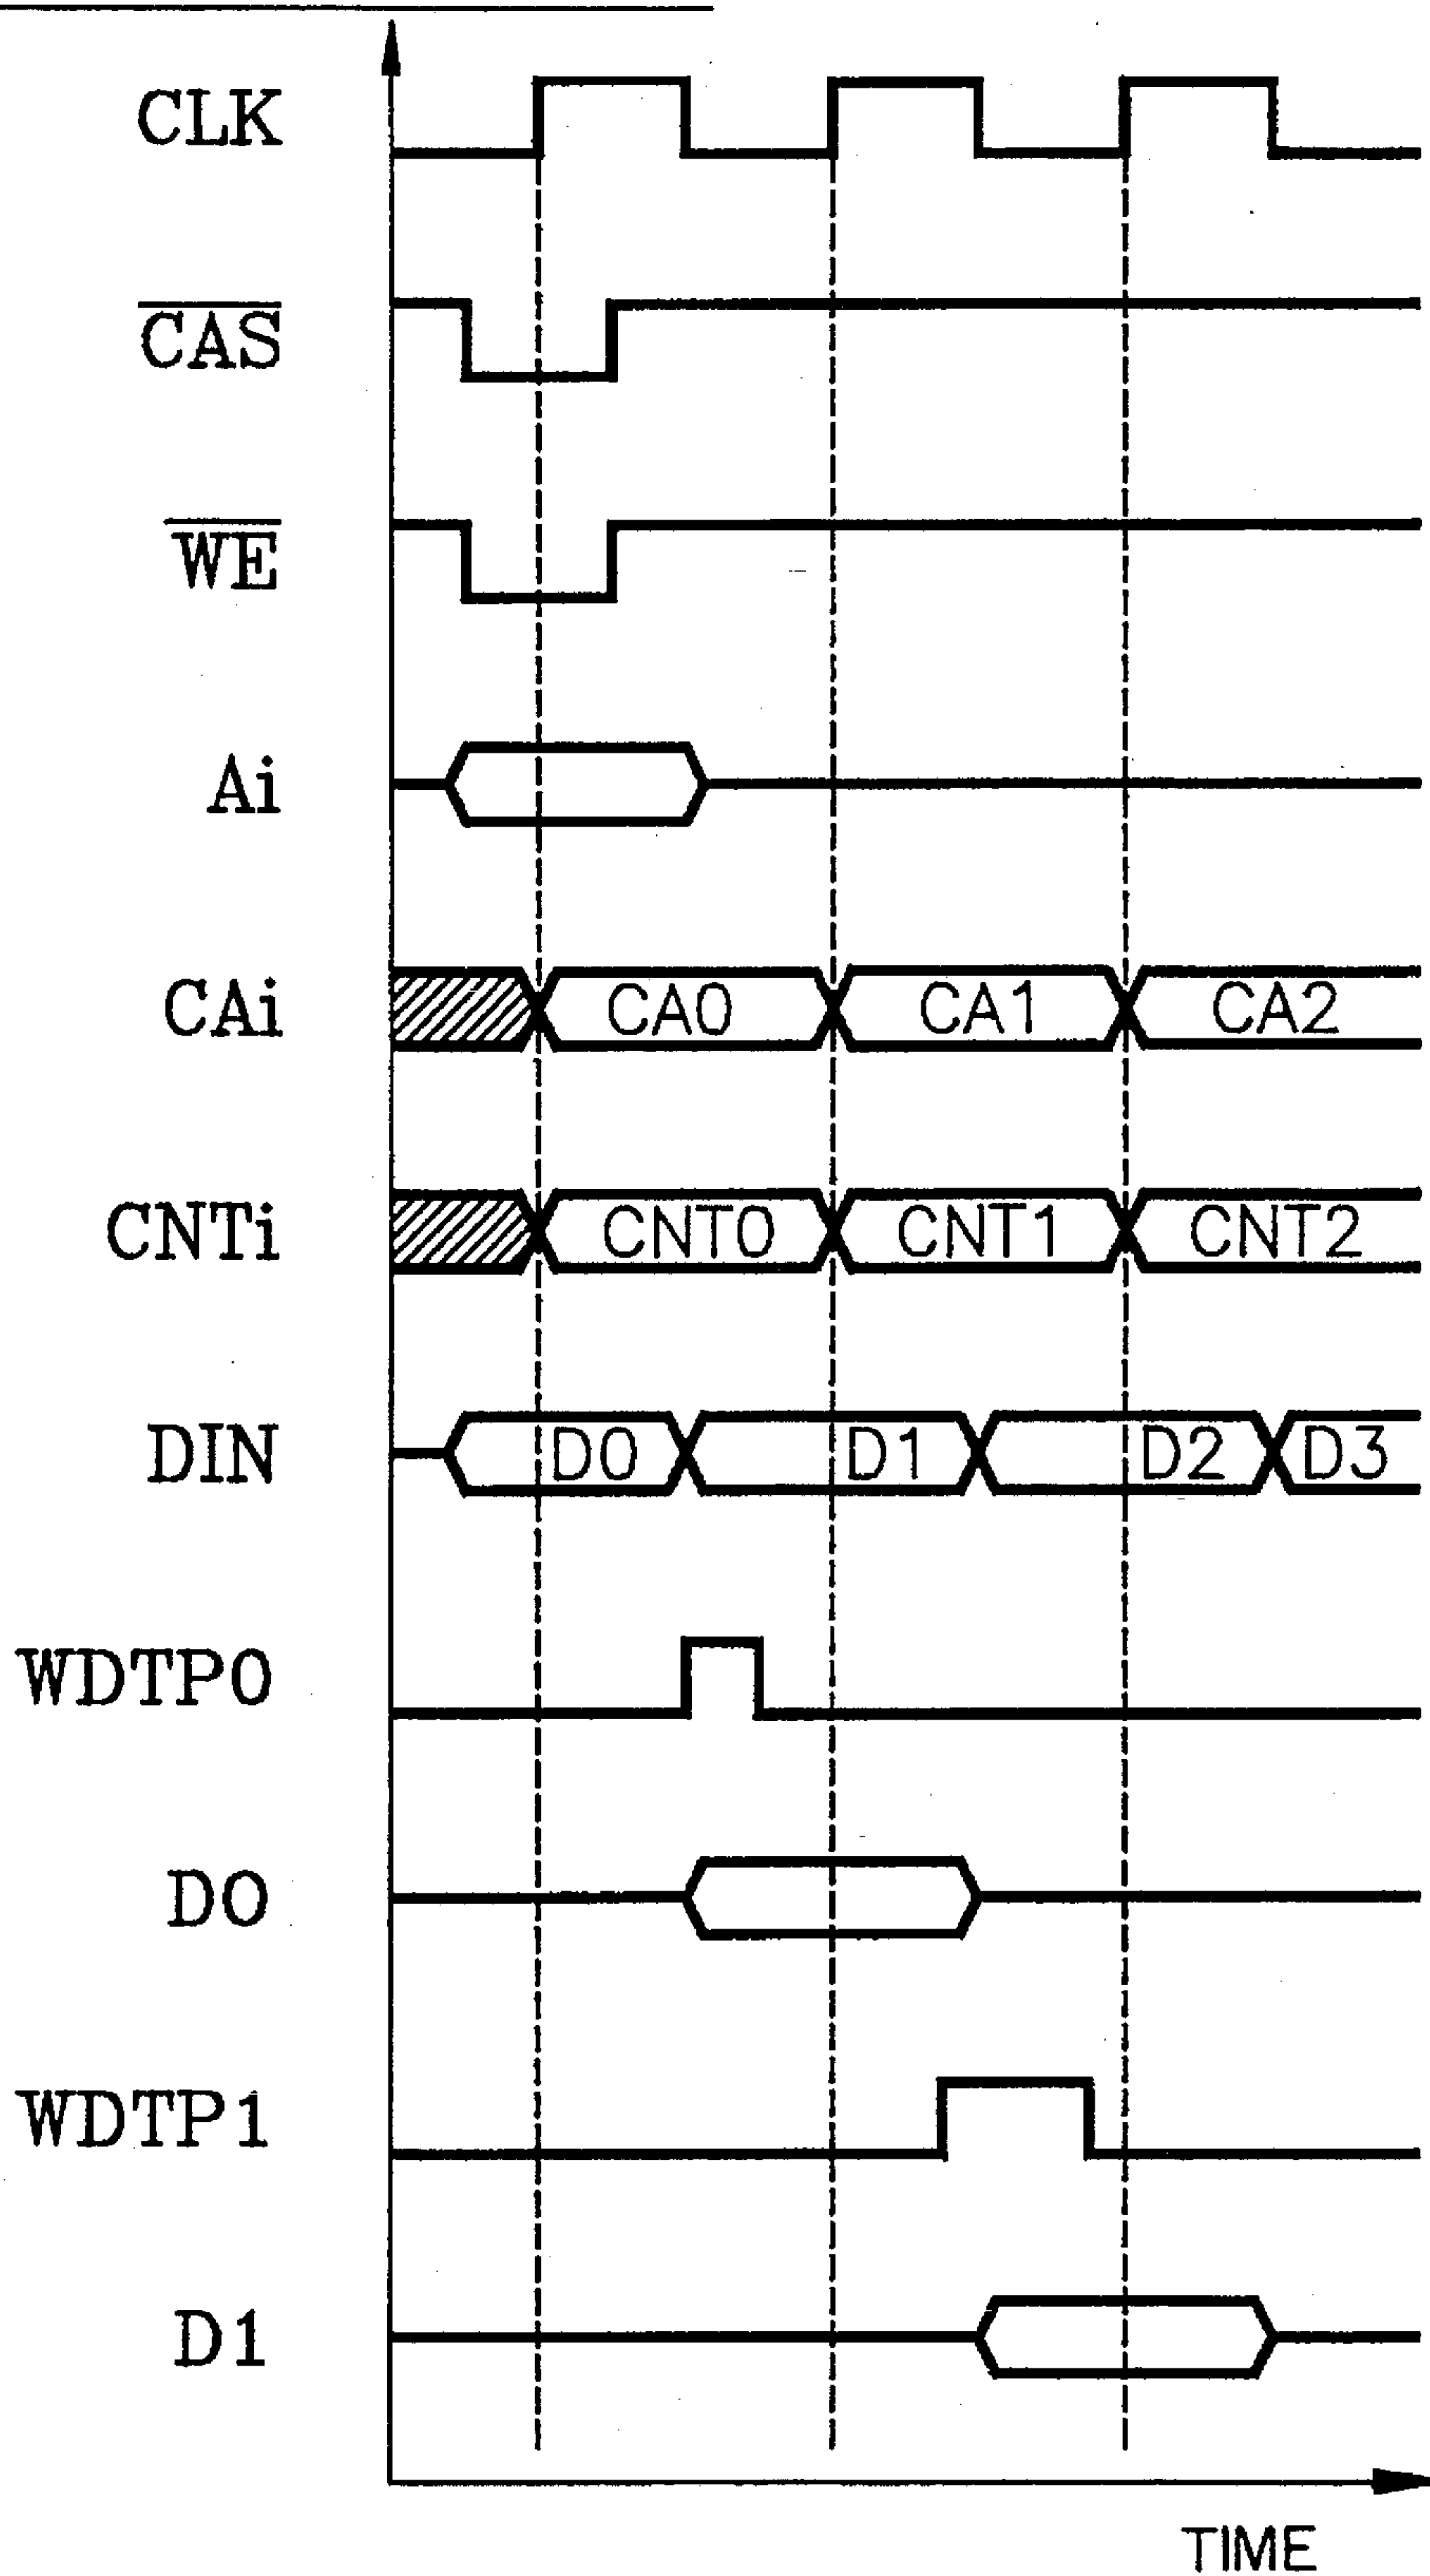 CLK
CAS
WE
Ai
CAi CA0 CA1 CA2
CNTi CNT0 CNT1 CNT2
DIN D0 D1 D2 D3
WDTP0
D0
WDTP1
D1
TIME